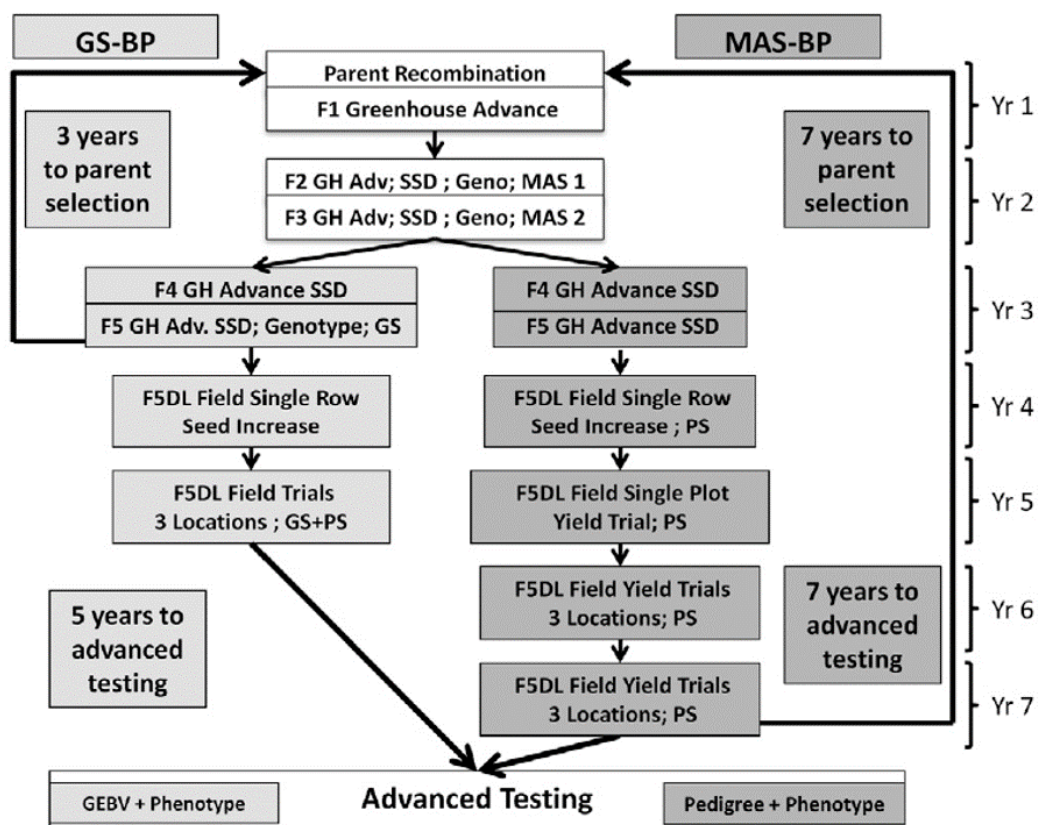 GS-BP
MAS-BP
Parent Recombination
F1 Greenhouse Advance
Yr 1
3 years
to parent
selection
7 years to
parent
selection
F2 GH Adv; SSD ; Geno; MAS 1
F3 GH Adv; SSD ; Geno; MAS 2
Yr 2
F4 GH Advance SSD
F5 GH Adv. SSD; Genotype; GS
F4 GH Advance SSD
F5 GH Advance SSD
Yr 3
F5DL Field Single Row
Seed Increase
F5DL Field Single Row
Seed Increase ; PS
Yr 4
F5DL Field Trials
3 Locations ; GS+PS
F5DL Field Single Plot
Yield Trial; PS
Yr 5
5 years to
advanced
testing
F5DL Field Yield Trials
3 Locations; PS
7 years to
advanced
testing
Yr 6
F5DL Field Yield Trials
3 Locations; PS
Yr 7
GEBV + Phenotype
Advanced Testing
Pedigree + Phenotype